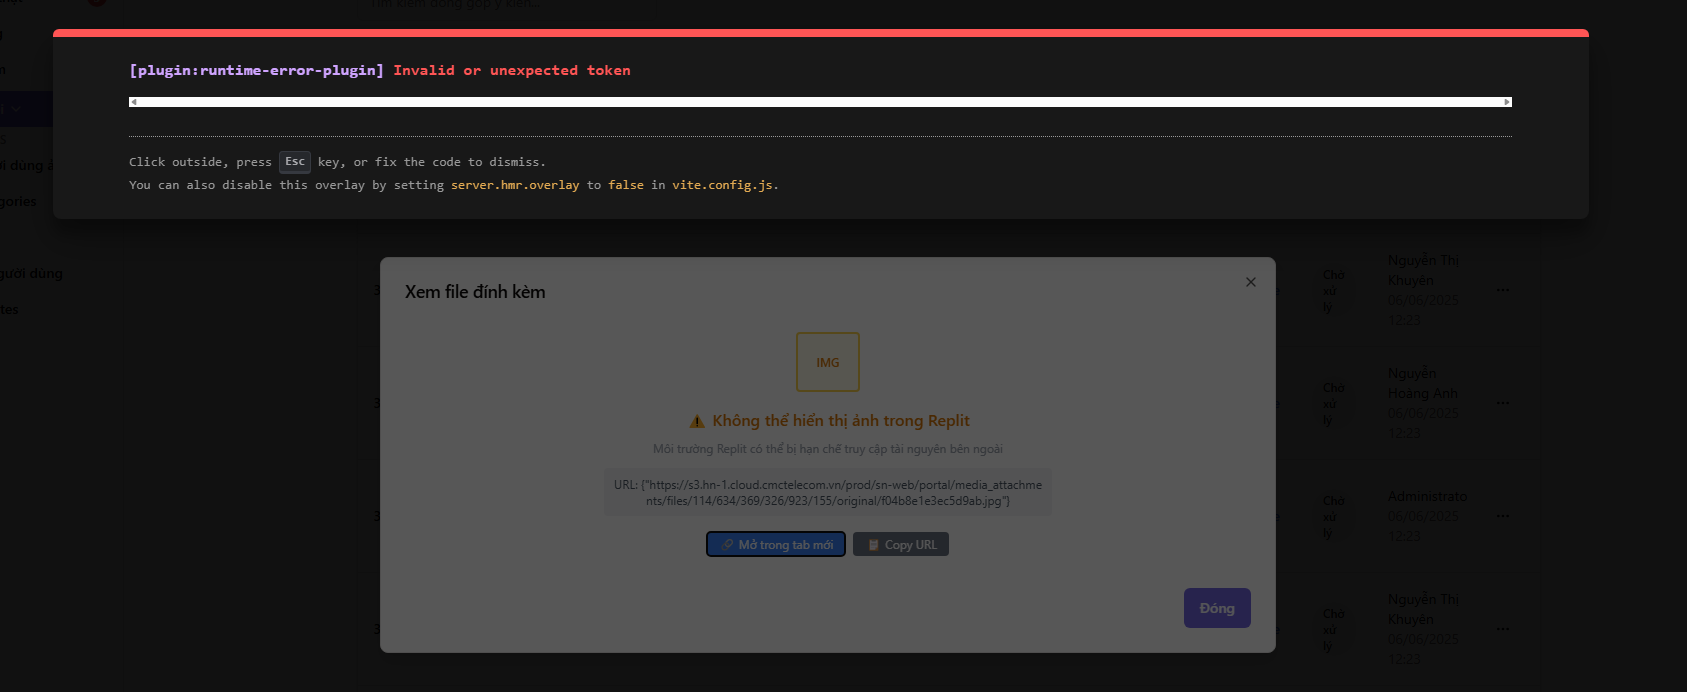 Tìm kiếm đóng góp ý kiến...
[plugin:runtime-error-plugin] Invalid or unexpected token
Click outside, press Esc key, or fix the code to dismiss.
You can also disable this overlay by setting server.hmr.overlay to false in vite.config.js.
gories
gười dùng
tes
Xem file đính kèm
IMG
⚠ Không thể hiển thị ảnh trong Replit
Môi trường Replit có thể bị hạn chế truy cập tài nguyên bên ngoài
URL: {"https://s3.hn-1.cloud.cmctelecom.vn/prod/sn-web/portal/media_attachme
nts/files/114/634/369/326/923/155/original/f04b8e1e3ec5d9ab.jpg"}
🔗 Mở trong tab mới
📋 Copy URL
Đóng
Chờ
xử
lý
Nguyễn Thị
Khuyên
06/06/2025
12:23
...
Chờ
xử
lý
Nguyễn
Hoàng Anh
06/06/2025
12:23
...
Chờ
xử
lý
Administrato
06/06/2025
12:23
...
Chờ
xử
lý
Nguyễn Thị
Khuyên
06/06/2025
12:23
...